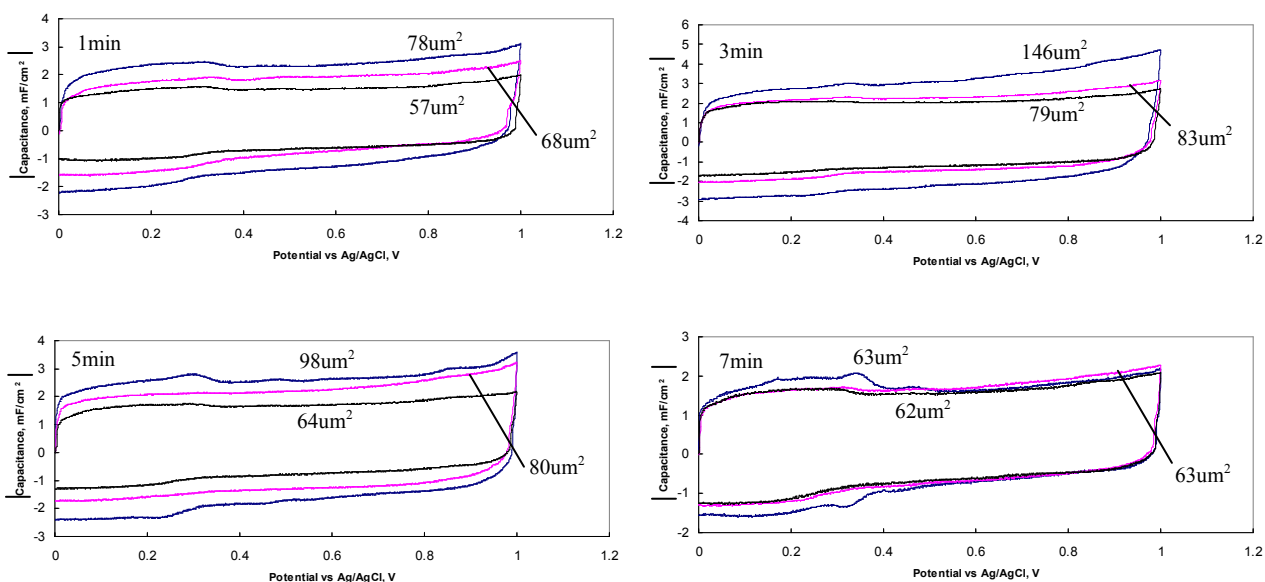 1min
78um²
57um²
68um²
4
3
2
1
0
-1
-2
-3
0
0.2
0.4
0.6
0.8
1
1.2
Capacitance, mF/cm²
Potential vs Ag/AgCl, V
3min
146um²
79um²
83um²
6
5
4
3
2
1
0
-1
-2
-3
-4
0
0.2
0.4
0.6
0.8
1
1.2
Capacitance, mF/cm²
Potential vs Ag/AgCl, V
5min
98um²
64um²
80um²
4
3
2
1
0
-1
-2
-3
0
0.2
0.4
0.6
0.8
1
1.2
Capacitance, mF/cm²
Potential vs Ag/AgCl, V
7min
63um²
62um²
63um²
3
2
1
0
-1
-2
0
0.2
0.4
0.6
0.8
1
1.2
Capacitance, mF/cm²
Potential vs Ag/AgCl, V